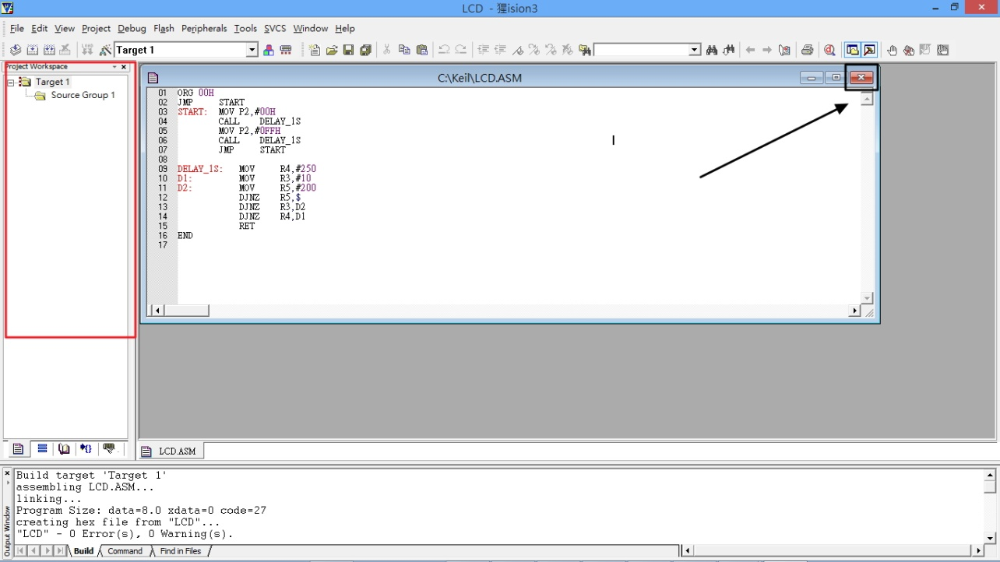 LCD - 猩ision3
File Edit View Project Debug Flash Peripherals Tools SVCS Window Help
LOAD
Target 1
Project Workspace
Target 1
Source Group 1
C:\Keil\LCD.ASM
01 ORG 00H
02 JMP START
03 START: MOV P2,#00H
04 CALL DELAY_1S
05 MOV P2,#0FFH
06 CALL DELAY_1S
07 JMP START
08
09 DELAY_1S: MOV R4,#250
10 D1: MOV R3,#10
11 D2: MOV R5,#200
12 DJNZ R5,$
13 DJNZ R3,D2
14 DJNZ R4,D1
15 RET
16 END
17
LCD.ASM
Output Window
Build target 'Target 1'
assembling LCD.ASM...
linking...
Program Size: data=8.0 xdata=0 code=27
creating hex file from "LCD"...
"LCD" - 0 Error(s), 0 Warning(s).
Build Command Find in Files